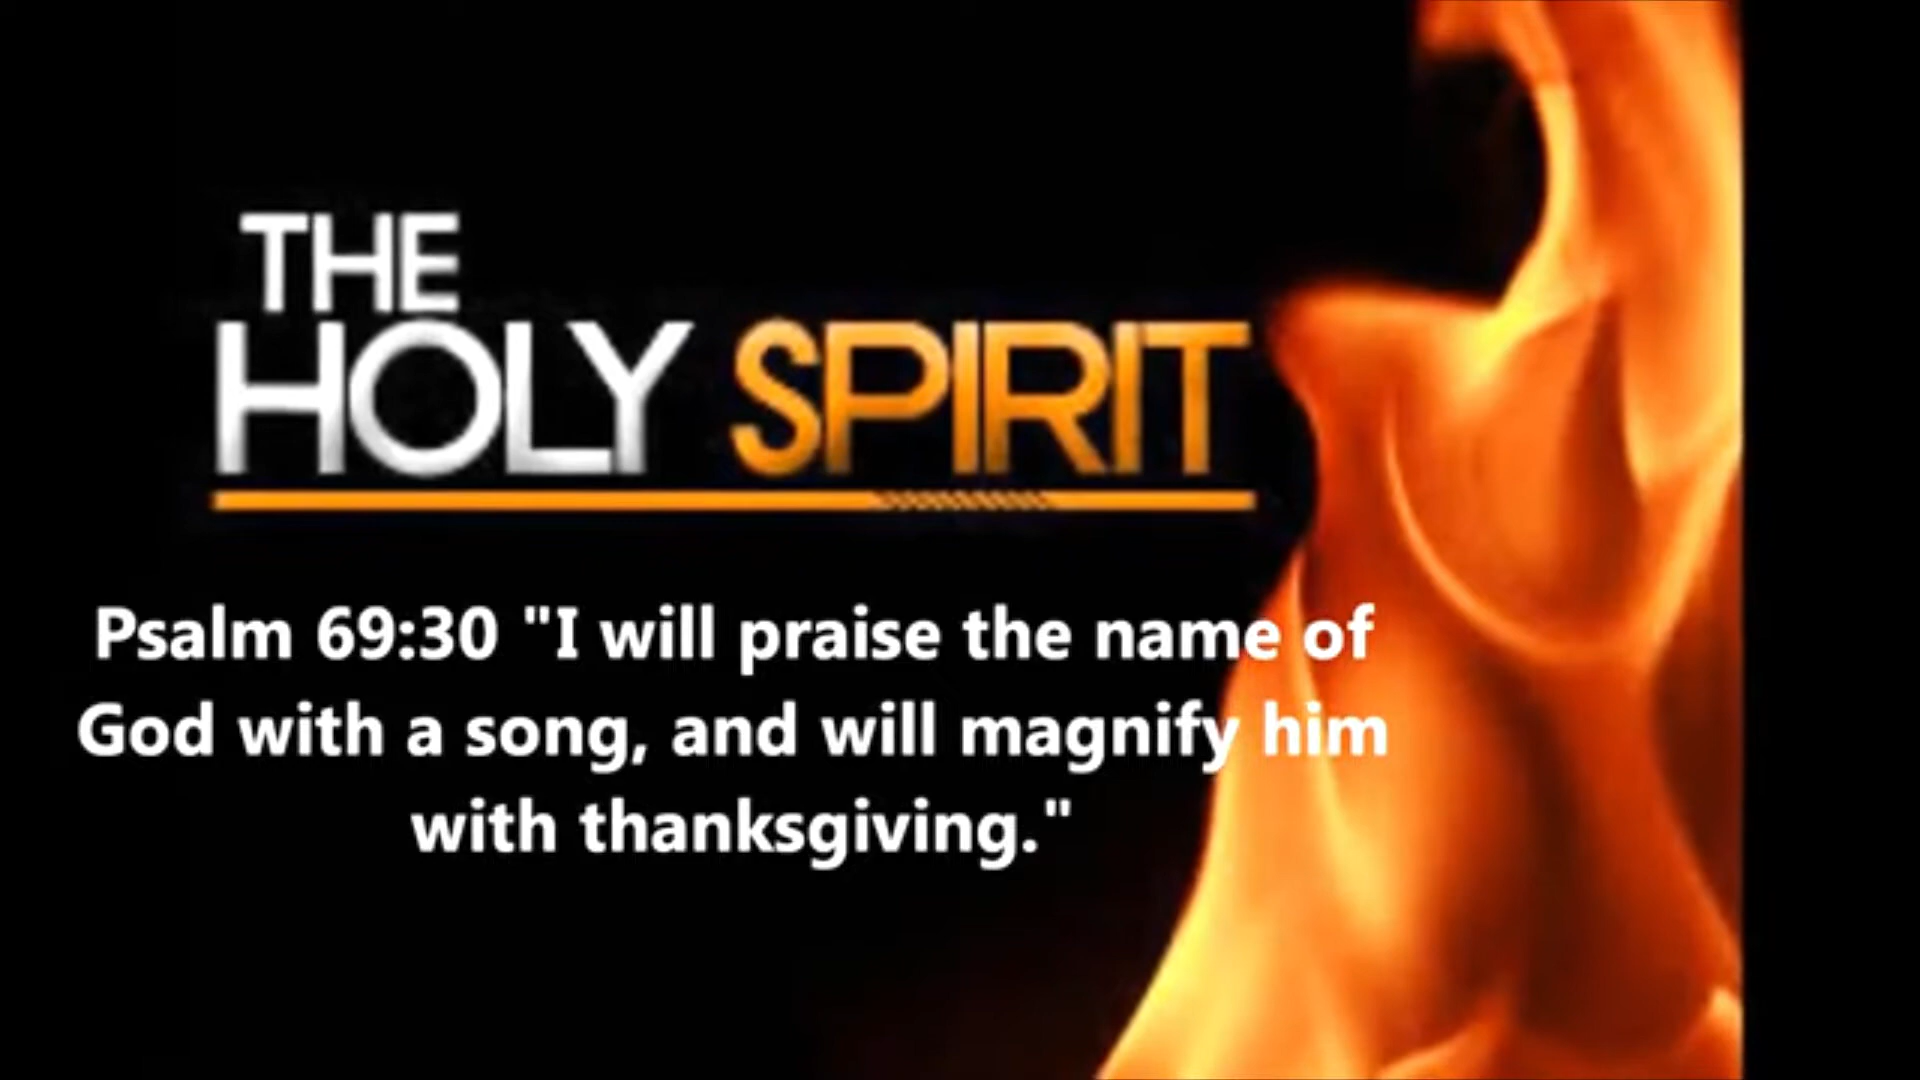 THE
HOLY SPIRIT
Psalm 69:30 "I will praise the name of
God with a song, and will magnify him
with thanksgiving."